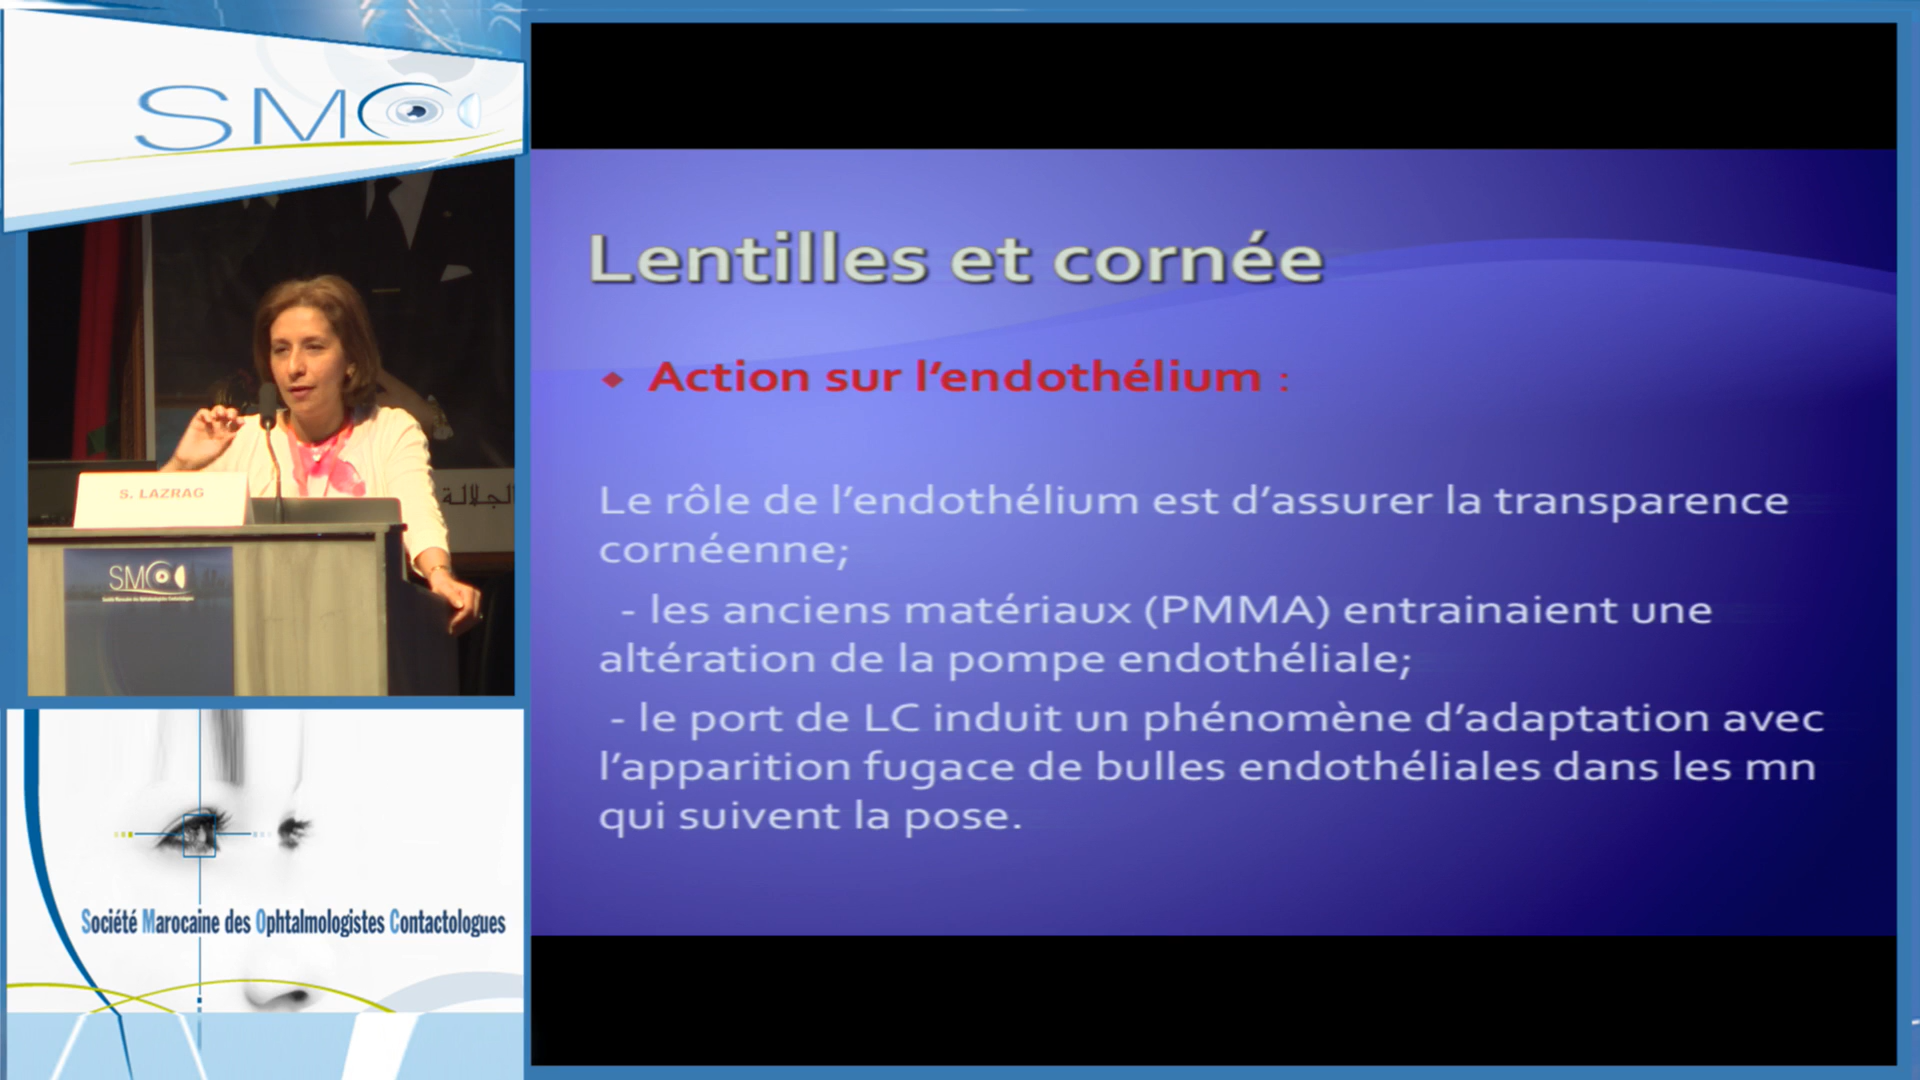 SMOC
S. LAZRAG
الجلالة
SMOC
Société Marocaine des Ophtalmologistes Contactologues
Lentilles et cornée
Action sur l’endothélium :
Le rôle de l’endothélium est d’assurer la transparence
cornéenne;
- les anciens matériaux (PMMA) entrainaient une
altération de la pompe endothéliale;
- le port de LC induit un phénomène d’adaptation avec
l’apparition fugace de bulles endothéliales dans les mn
qui suivent la pose.